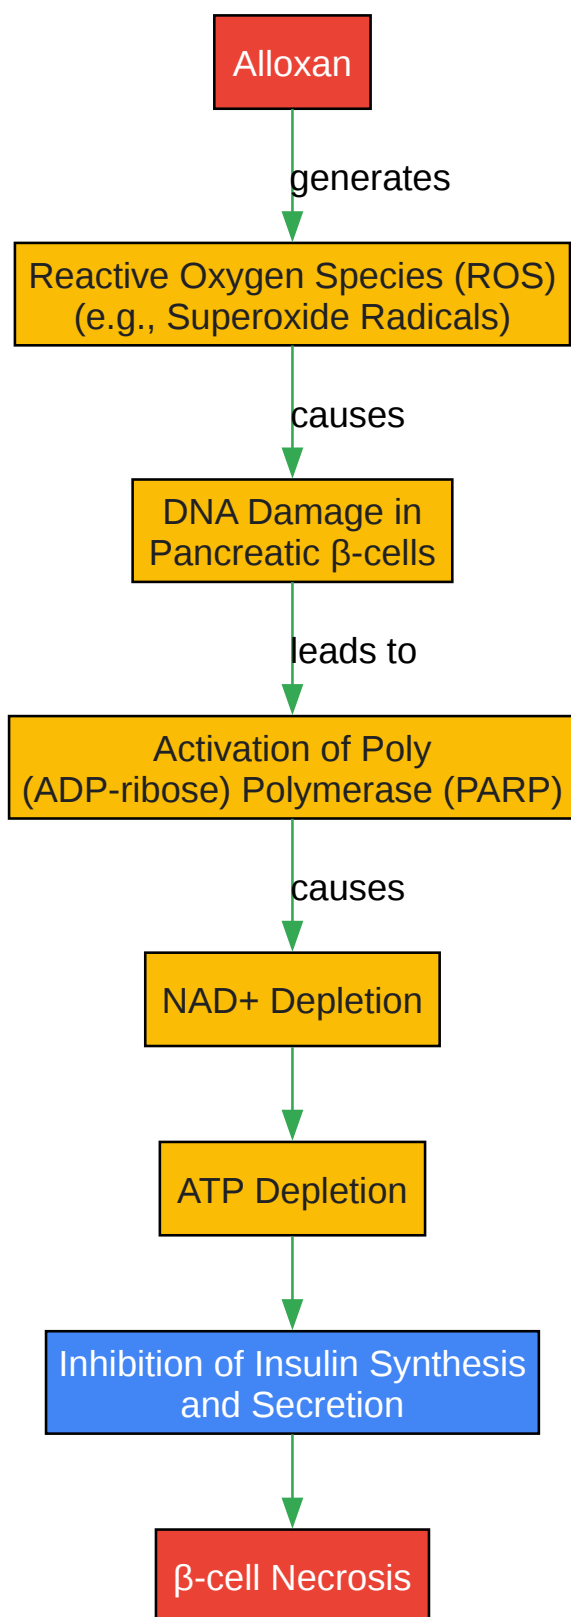 Alloxan
generates
Reactive Oxygen Species (ROS)
(e.g., Superoxide Radicals)
causes
DNA Damage in
Pancreatic β-cells
leads to
Activation of Poly
(ADP-ribose) Polymerase (PARP)
causes
NAD+ Depletion
ATP Depletion
Inhibition of Insulin Synthesis
and Secretion
β-cell Necrosis